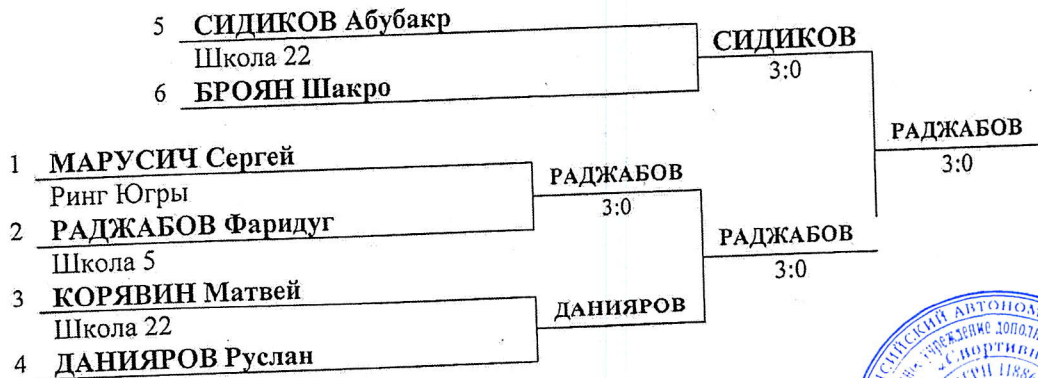 5 СИДИКОВ Абубакр
Школа 22
6 БРОЯН Шакро
СИДИКОВ
3:0
1 МАРУСИЧ Сергей
Ринг Югры
2 РАДЖАБОВ Фаридуг
Школа 5
3 КОРЯВИН Матвей
Школа 22
4 ДАНИЯРОВ Руслан
РАДЖАБОВ
3:0
ДАНИЯРОВ
РАДЖАБОВ
3:0
РАДЖАБОВ
3:0